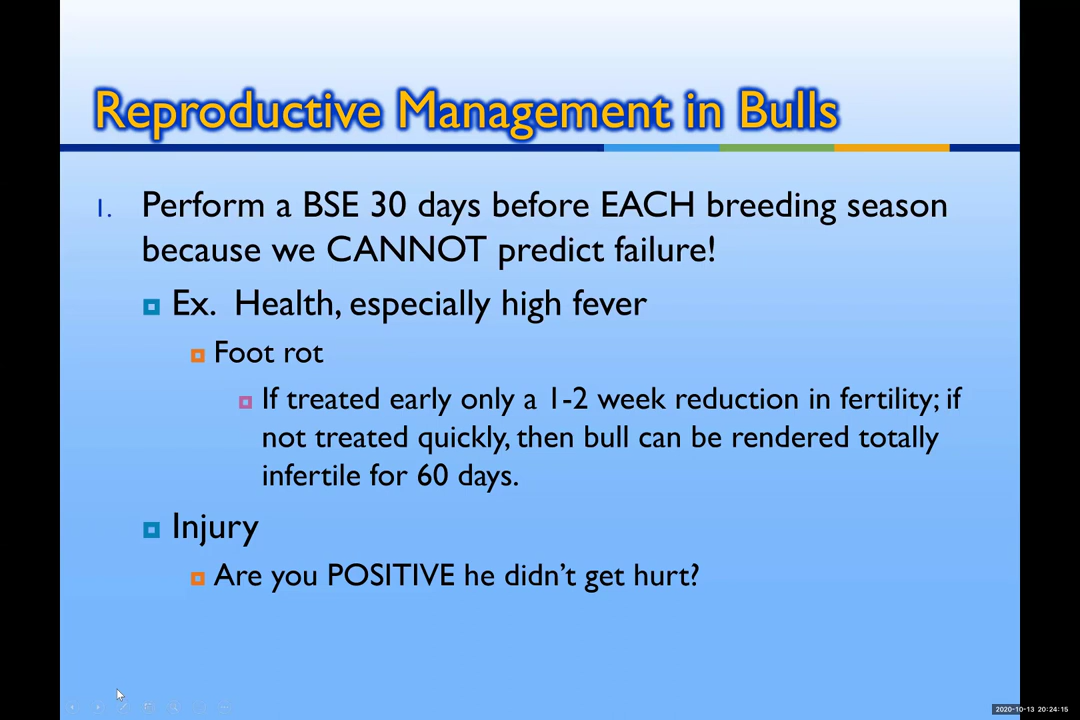 Reproductive Management in Bulls
1. Perform a BSE 30 days before EACH breeding season
because we CANNOT predict failure!
Ex. Health, especially high fever
Foot rot
If treated early only a 1-2 week reduction in fertility; if
not treated quickly, then bull can be rendered totally
infertile for 60 days.
Injury
Are you POSITIVE he didn't get hurt?
2020-10-13 20:24:15